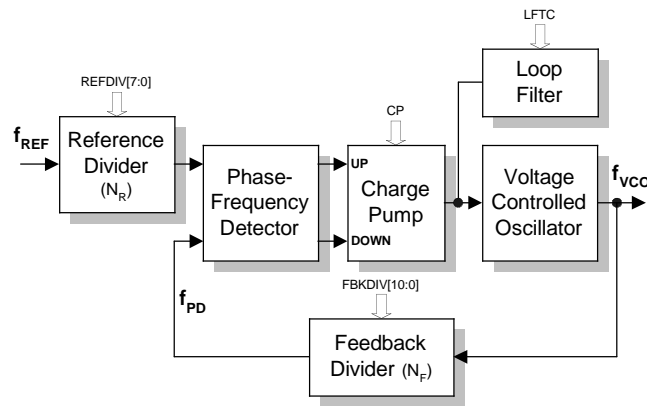 LFTC
Loop
Filter
REFDIV[7:0]
CP
f_REF
Reference
Divider
(N_R)
Phase-
Frequency
Detector
UP
Charge
Pump
DOWN
Voltage
Controlled
Oscillator
f_VCO
f_PD
FBKDIV[10:0]
Feedback
Divider (N_F)